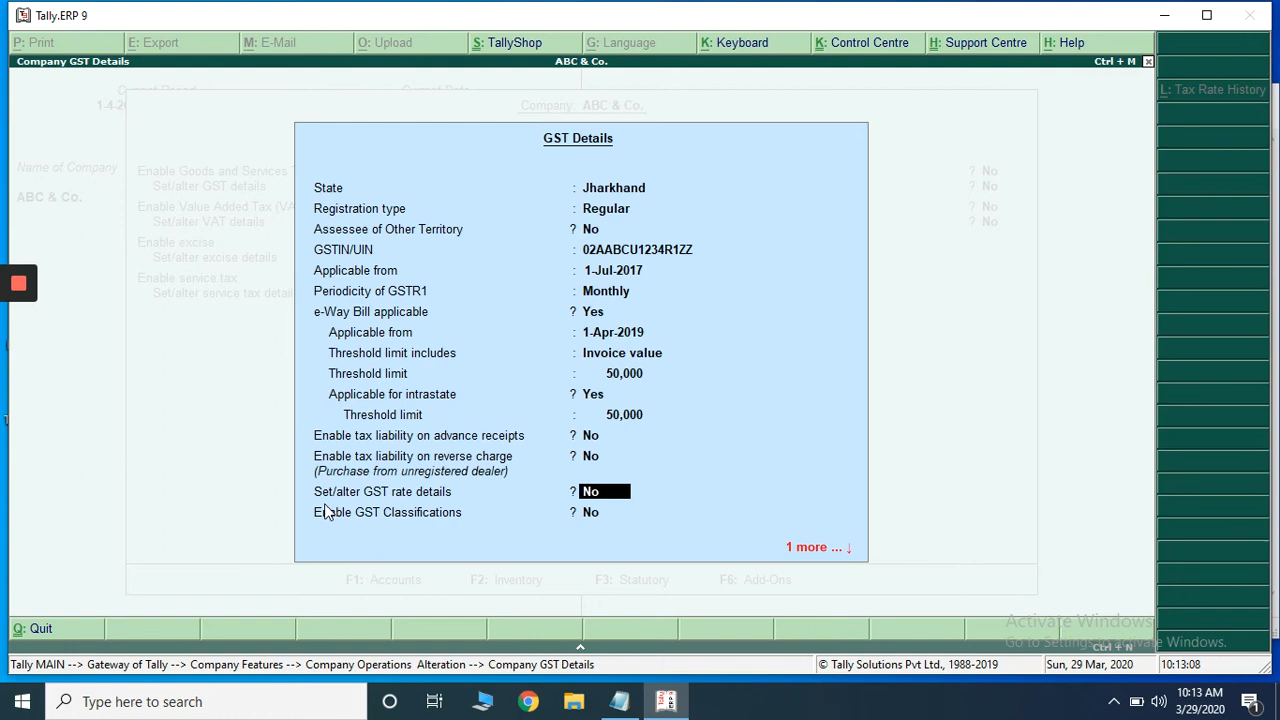 Tally.ERP 9
P: Print E: Export M: E-Mail O: Upload S: TallyShop G: Language K: Keyboard K: Control Centre H: Support Centre H: Help
Company GST Details ABC & Co. Ctrl + M
L: Tax Rate History
Company: ABC & Co.
Name of Company
ABC & Co.
Enable Goods and Services T ? No
Set/alter GST details ? No
Enable Value Added Tax (VA ? No
Set/alter VAT details ? No
Enable excise
Set/alter excise details
Enable service tax
Set/alter service tax detail
GST Details
State : Jharkhand
Registration type : Regular
Assessee of Other Territory ? No
GSTIN/UIN : 02AABCU1234R1ZZ
Applicable from : 1-Jul-2017
Periodicity of GSTR1 : Monthly
e-Way Bill applicable ? Yes
Applicable from : 1-Apr-2019
Threshold limit includes : Invoice value
Threshold limit : 50,000
Applicable for intrastate ? Yes
Threshold limit : 50,000
Enable tax liability on advance receipts ? No
Enable tax liability on reverse charge ? No
(Purchase from unregistered dealer)
Set/alter GST rate details ? No
Enable GST Classifications ? No
1 more ... ↓
F1: Accounts F2: Inventory F3: Statutory F6: Add-Ons
Q: Quit
Activate Windows
Go to Settings to activate Windows.
Ctrl + N
Tally MAIN --> Gateway of Tally --> Company Features --> Company Operations Alteration --> Company GST Details © Tally Solutions Pvt Ltd., 1988-2019 Sun, 29 Mar, 2020 10:13:08
Type here to search
10:13 AM
3/29/2020